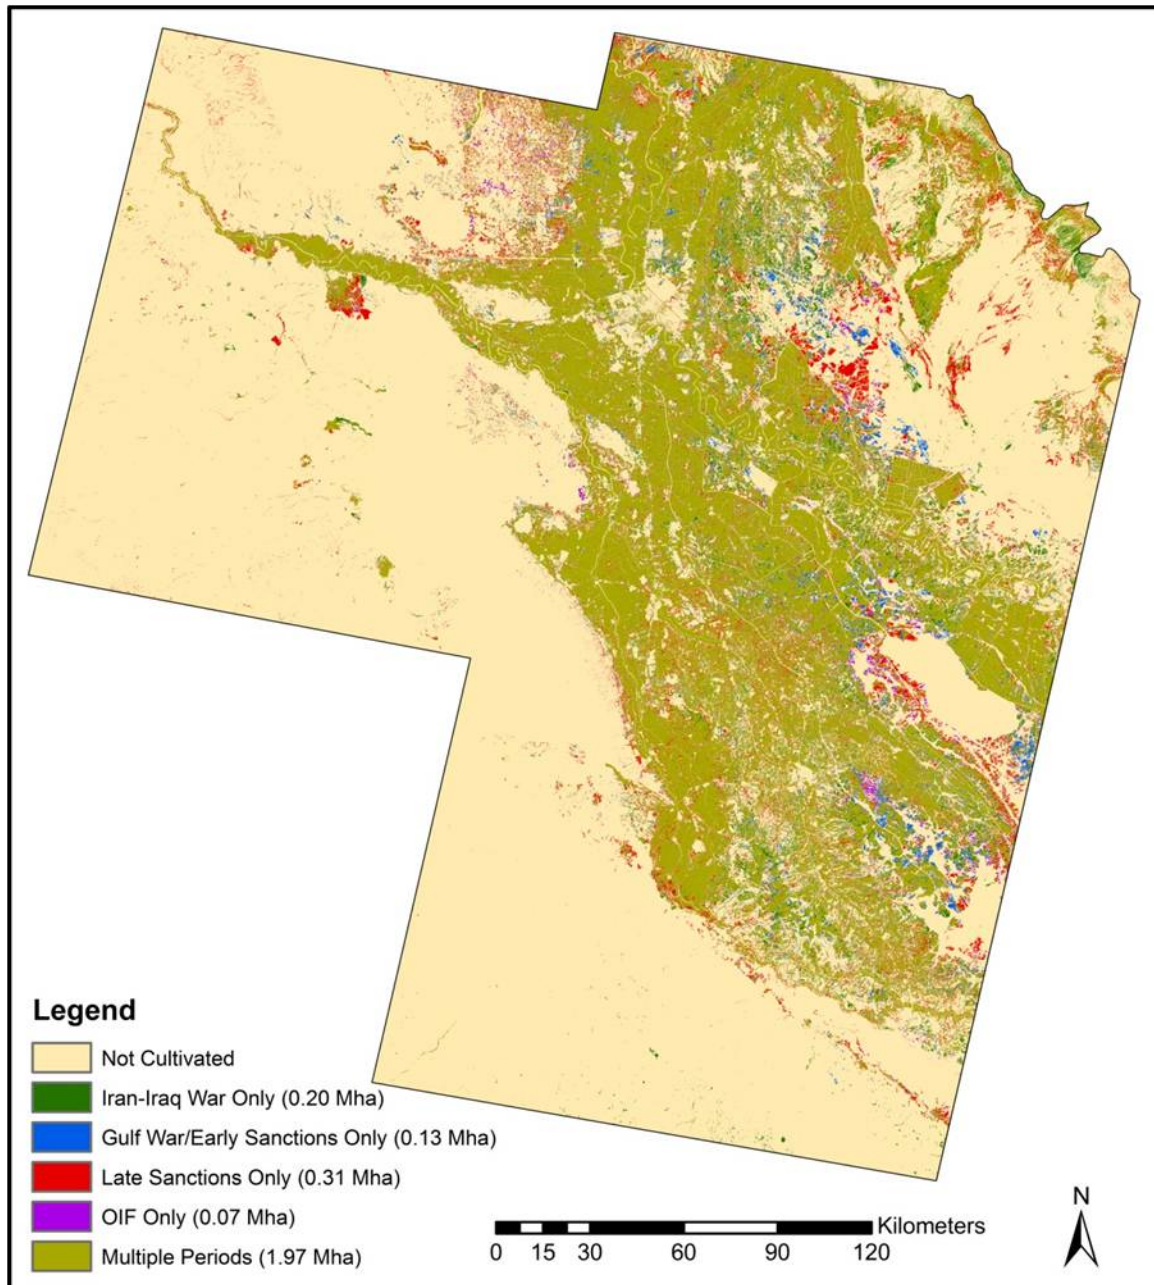 Legend
Not Cultivated
Iran-Iraq War Only (0.20 Mha)
Gulf War/Early Sanctions Only (0.13 Mha)
Late Sanctions Only (0.31 Mha)
OIF Only (0.07 Mha)
Multiple Periods (1.97 Mha)
Kilometers
0 15 30 60 90 120
N